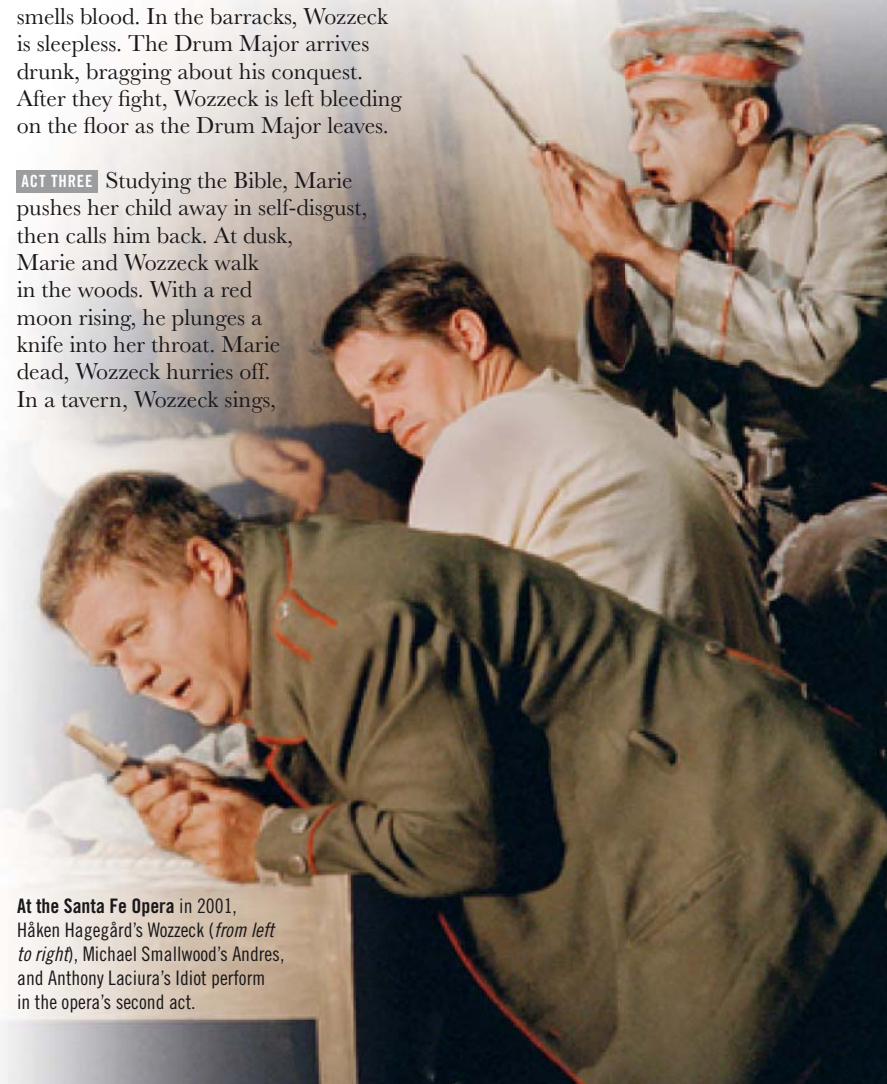 smells blood. In the barracks, Wozzeck
is sleepless. The Drum Major arrives
drunk, bragging about his conquest.
After they fight, Wozzeck is left bleeding
on the floor as the Drum Major leaves.
ACT THREE Studying the Bible, Marie
pushes her child away in self-disgust,
then calls him back. At dusk,
Marie and Wozzeck walk
in the woods. With a red
moon rising, he plunges a
knife into her throat. Marie
dead, Wozzeck hurries off.
In a tavern, Wozzeck sings,
At the Santa Fe Opera in 2001,
Håken Hagegård’s Wozzeck (from left
to right), Michael Smallwood’s Andres,
and Anthony Laciura’s Idiot perform
in the opera’s second act.